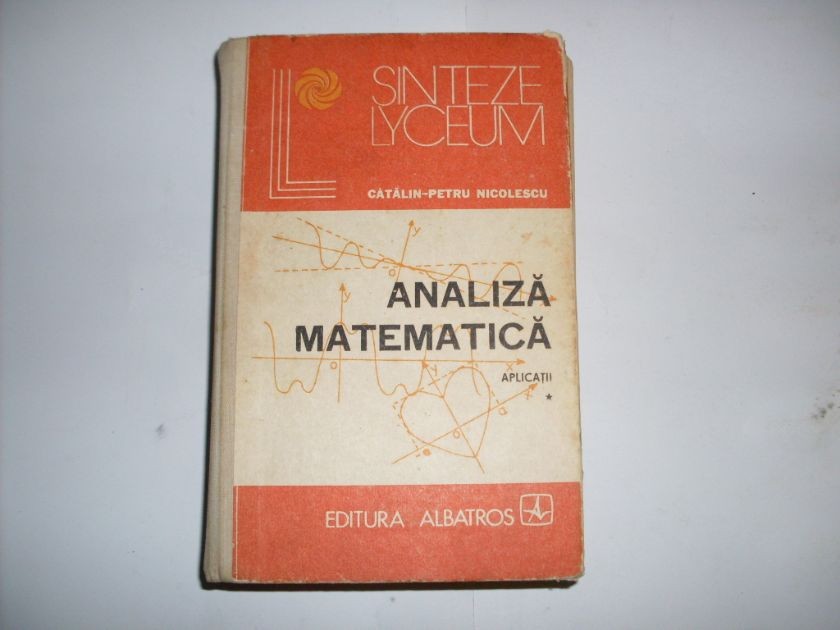 SINTEZE
LYCEUM
CĂTĂLIN-PETRU NICOLESCU
y
o
ANALIZĂ
y
MATEMATICĂ
o
x
y
x
APLICAȚII
*
o
a
EDITURA ALBATROS